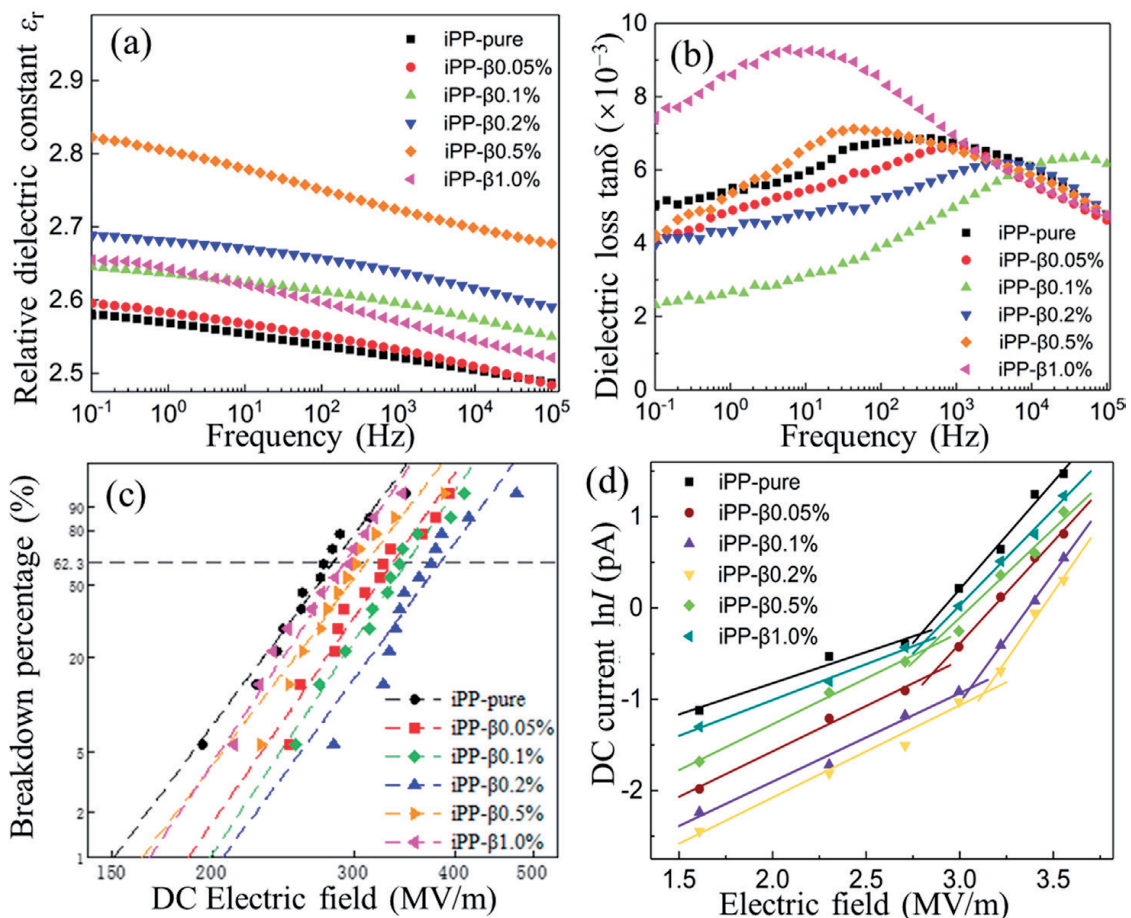 (a)
iPP-pure
iPP-β0.05%
iPP-β0.1%
iPP-β0.2%
iPP-β0.5%
iPP-β1.0%
Relative dielectric constant εr
2.9
2.8
2.7
2.6
2.5
10⁻¹ 10⁰ 10¹ 10² 10³ 10⁴ 10⁵
Frequency (Hz)
(b)
Dielectric loss tanδ (×10⁻³)
10
8
6
4
2
0
iPP-pure
iPP-β0.05%
iPP-β0.1%
iPP-β0.2%
iPP-β0.5%
iPP-β1.0%
10⁻¹ 10⁰ 10¹ 10² 10³ 10⁴ 10⁵
Frequency (Hz)
(c)
Breakdown percentage (%)
90
80
62.3
50
20
5
2
1
iPP-pure
iPP-β0.05%
iPP-β0.1%
iPP-β0.2%
iPP-β0.5%
iPP-β1.0%
150 200 300 400 500
DC Electric field (MV/m)
(d)
iPP-pure
iPP-β0.05%
iPP-β0.1%
iPP-β0.2%
iPP-β0.5%
iPP-β1.0%
DC current lnI (pA)
1
0
-1
-2
1.5 2.0 2.5 3.0 3.5
Electric field (MV/m)